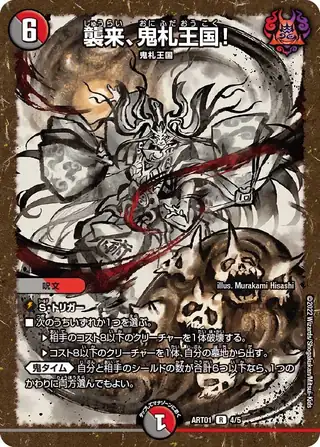 6
しゅうらい おにふだおうこく
襲来、鬼札王国!
鬼札王国
呪文
illus. Murakami Hisashi
S・トリガー
■次のうちいずれか1つを選ぶ。
▶相手のコスト8以下のクリーチャーを1体破壊する。
▶コスト8以下のクリーチャーを1体、自分の墓地から出す。
鬼タイム 自分と相手のシールドの数が合計6つ以下なら、1つの
かわりに両方選んでもよい。
1
ART01 R 4/5
©2022 Wizards/Shogakukan/Mitsui-Kids